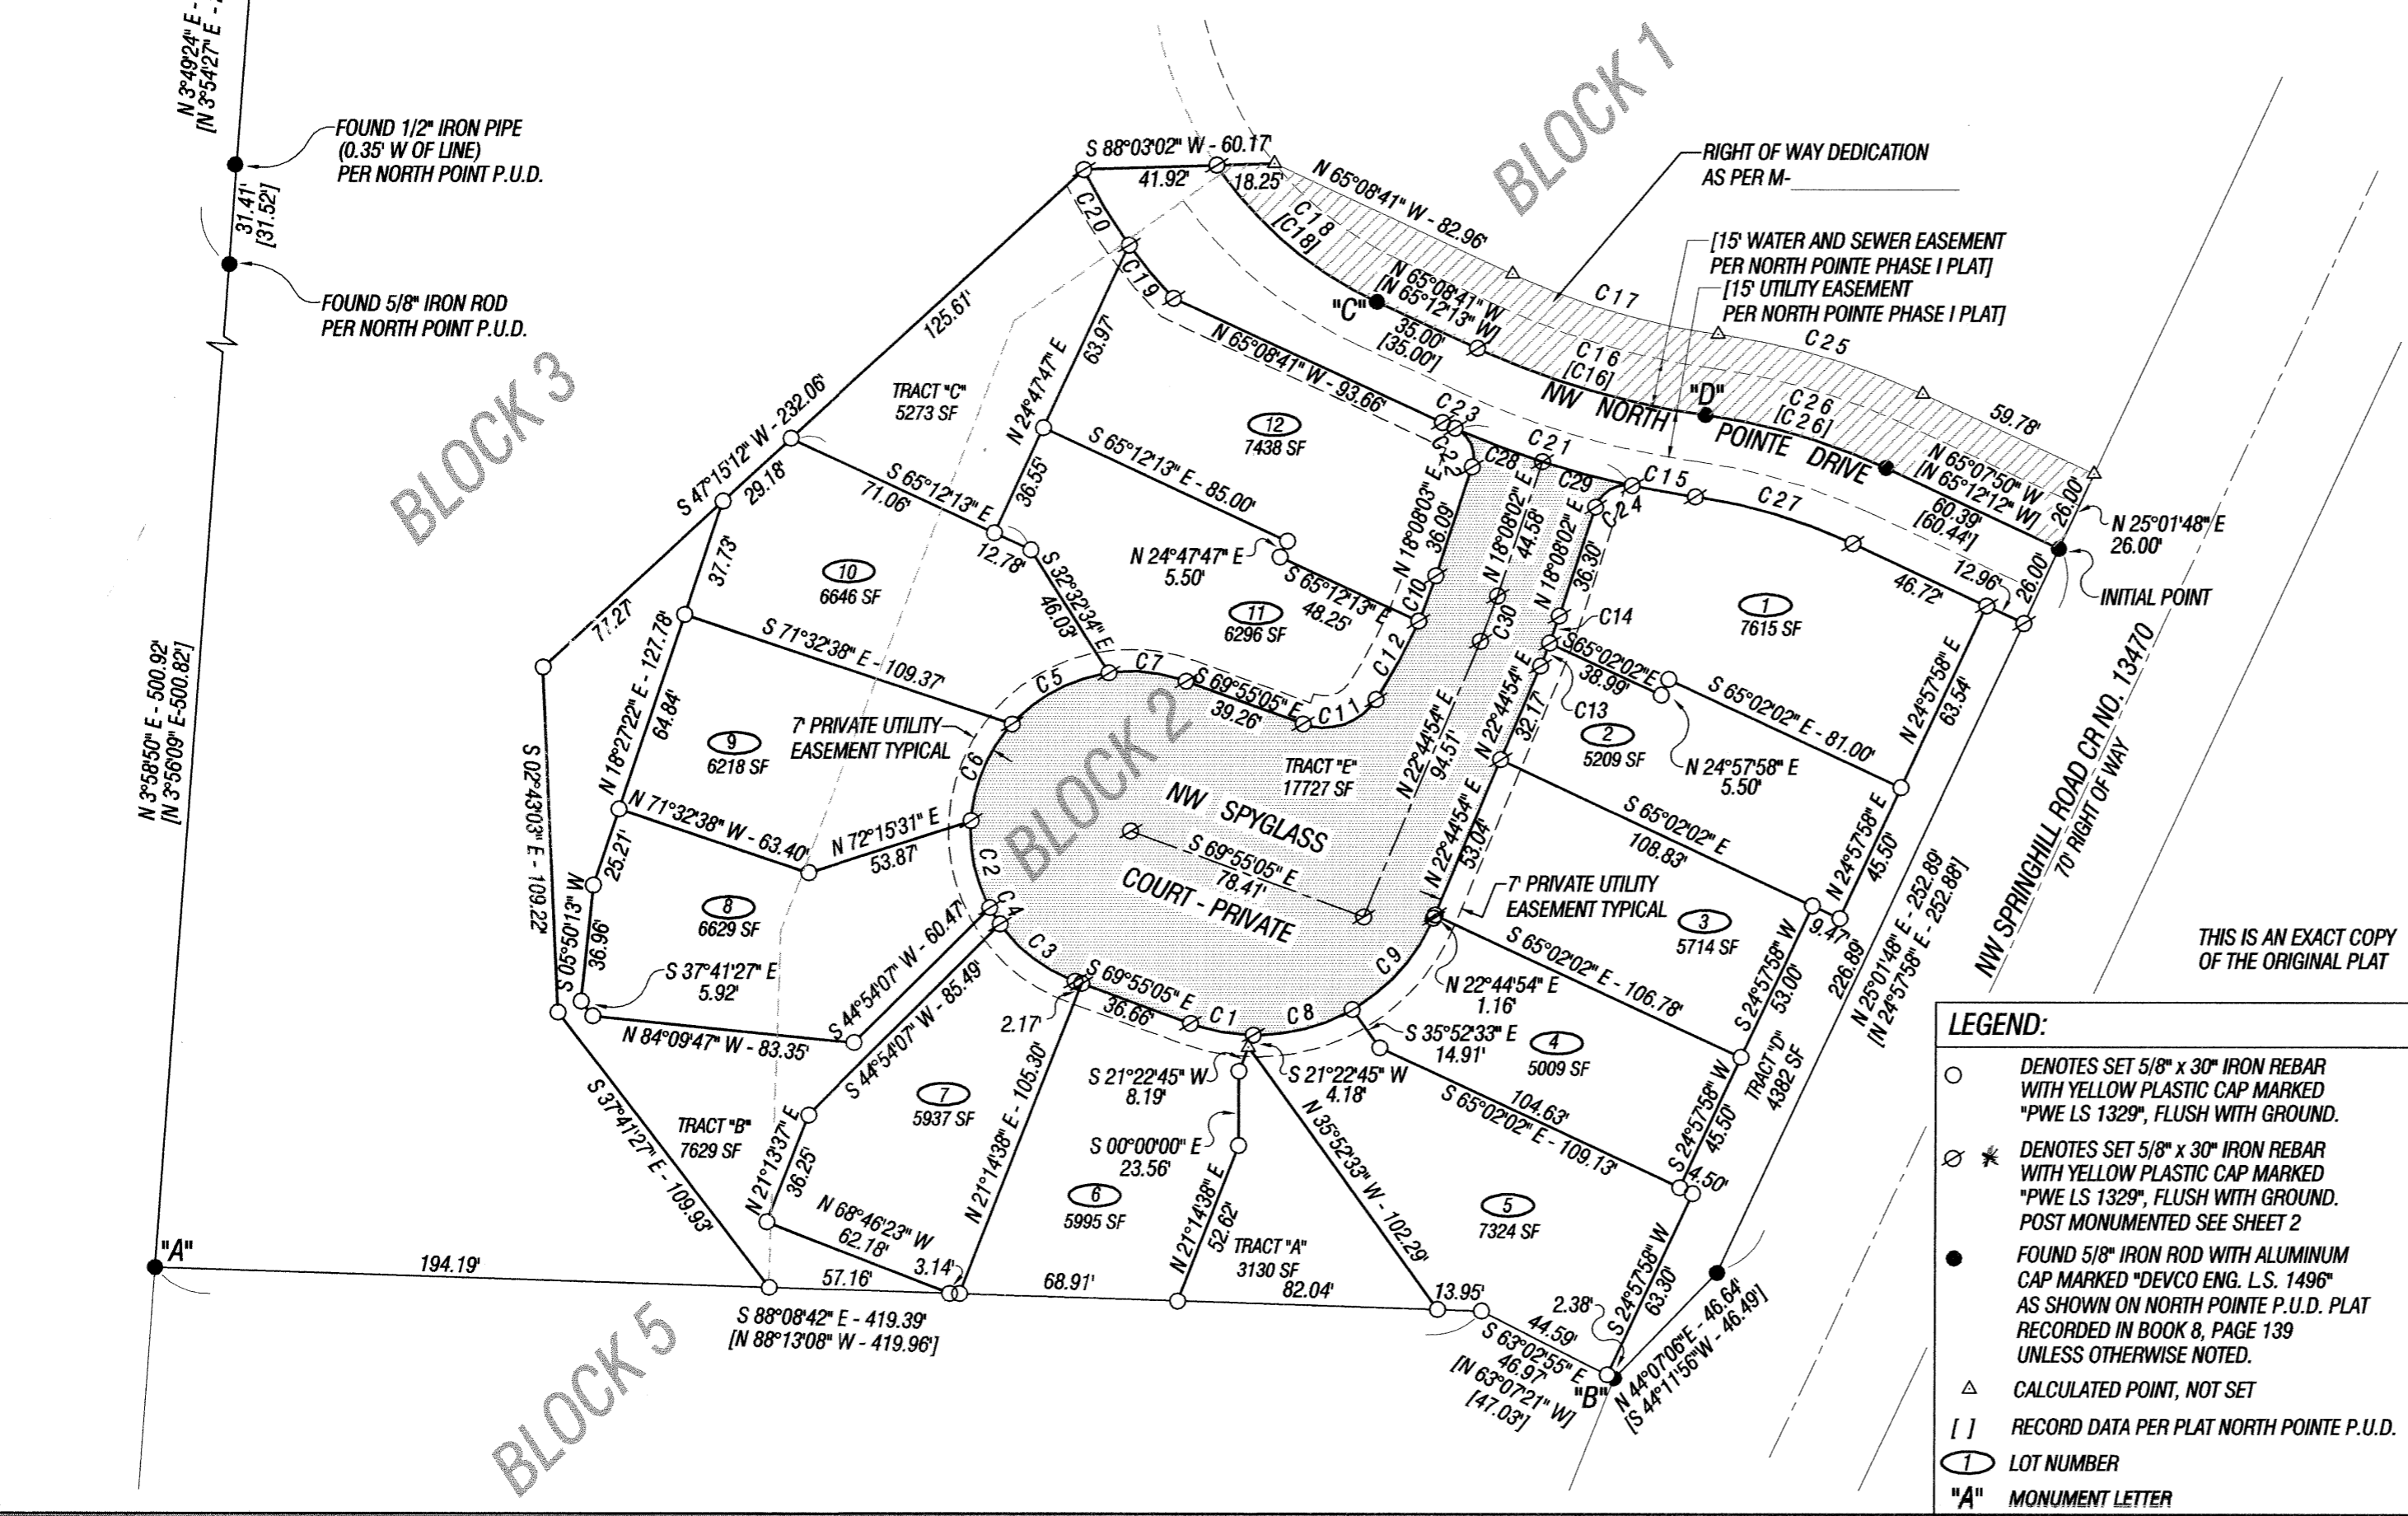 N 3°49'24" E -
[N 3°54'27" E -
FOUND 1/2" IRON PIPE
(0.35' W OF LINE)
PER NORTH POINT P.U.D.
31.41'
[31.52']
FOUND 5/8" IRON ROD
PER NORTH POINT P.U.D.
BLOCK 3
N 3°58'50" E - 500.92'
[N 3°56'09" E-500.82']
BLOCK 1
S 88°03'02" W - 60.17'
41.92'
18.25'
N 65°08'41" W - 82.96'
RIGHT OF WAY DEDICATION
AS PER M-
[15' WATER AND SEWER EASEMENT
PER NORTH POINTE PHASE I PLAT]
[15' UTILITY EASEMENT
PER NORTH POINTE PHASE I PLAT]
C20
C19
C18
[C18]
"C"
N 65°08'41" W
[N 65°12'13" W]
35.00'
[35.00']
C17
C25
C16
[C16]
"D"
C26
[C26]
59.78'
NW NORTH POINTE DRIVE
N 65°07'50" W
[N 65°12'12" W]
60.39'
[60.44']
26.00'
N 25°01'48" E
26.00'
26.00'
INITIAL POINT
12.96'
46.72'
125.61'
S 47°15'12" W - 232.06'
29.18'
77.27'
TRACT "C"
5273 SF
63.97'
N 24°47'47" E
36.55'
N 65°08'41" W - 93.66'
12
7438 SF
S 65°12'13" E - 85.00'
C23
C22
C28
C21
C29
C24
C15
C27
N 18°08'03" E
36.09'
N 18°08'02" E
44.58'
N 18°08'02" E
36.30'
C10
C30
C14
C13
S 65°12'13" E
71.06'
12.78'
37.73'
10
6646 SF
S 32°32'34" E
46.03'
N 24°47'47" E
5.50'
S 65°12'13" E
48.25'
11
6296 SF
C12
C11
1
7615 SF
S65°02'02"E
38.99'
S 65°02'02" E - 81.00'
N 24°57'58" E
63.54'
N 24°57'58" E
5.50'
2
5209 SF
N 22°44'54" E
32.17'
NW SPRINGHILL ROAD CR NO. 13470
70' RIGHT OF WAY
S 71°32'38" E - 109.37'
C5
C7
S 69°55'05" E
39.26'
N 18°27'22" E - 127.78'
64.84'
9
6218 SF
7' PRIVATE UTILITY
EASEMENT TYPICAL
C6
S 02°43'03" E - 109.22'
BLOCK 2
TRACT "E"
17727 SF
NW SPYGLASS
COURT - PRIVATE
S 69°55'05" E
78.41'
N 22°44'54" E
94.51'
N 22°44'54" E
53.04'
S 65°02'02" E
108.83'
N 24°57'58" E
45.50'
N 71°32'38" W - 63.40'
N 72°15'31" E
53.87'
25.21'
C2
C4
C3
8
6629 SF
S 05°50'13" W
36.96'
S 37°41'27" E
5.92'
N 84°09'47" W - 83.35'
S 44°54'07" W - 60.47'
S 44°54'07" W - 85.49'
7' PRIVATE UTILITY
EASEMENT TYPICAL
C9
3
5714 SF
9.47'
S 65°02'02" E - 106.78'
S 24°57'58" W
53.00'
226.89'
N 25°01'48" E - 252.89'
[N 24°57'58" E - 252.88']
N 22°44'54" E
1.16'
S 69°55'05" E
36.66'
2.17'
C1
C8
S 35°52'33" E
14.91'
4
5009 SF
104.63'
S 65°02'02" E - 109.13'
S 24°57'58" W
45.50'
TRACT "D"
4382 SF
4.50'
S 21°22'45" W
8.19'
S 21°22'45" W
4.18'
S 37°41'27" E - 109.93'
TRACT "B"
7629 SF
7
5937 SF
N 21°13'37" E
36.25'
N 21°14'38" E - 105.30'
S 00°00'00" E
23.56'
6
5995 SF
N 21°14'38" E
52.62'
TRACT "A"
3130 SF
N 35°52'33" W - 102.29'
5
7324 SF
S 24°57'58" W
63.30'
N 68°46'23" W
62.18'
3.14'
"A"
194.19'
57.16'
68.91'
82.04'
13.95'
2.38'
44.59'
S 88°08'42" E - 419.39'
[N 88°13'08" W - 419.96']
S 63°02'55" E
46.97'
[N 63°07'21" W]
[47.03']
"B"
N 44°07'06"E - 46.64'
[S 44°11'56"W - 46.49']
BLOCK 5
THIS IS AN EXACT COPY
OF THE ORIGINAL PLAT
LEGEND:
DENOTES SET 5/8" x 30" IRON REBAR
WITH YELLOW PLASTIC CAP MARKED
"PWE LS 1329", FLUSH WITH GROUND.
DENOTES SET 5/8" x 30" IRON REBAR
WITH YELLOW PLASTIC CAP MARKED
"PWE LS 1329", FLUSH WITH GROUND.
POST MONUMENTED SEE SHEET 2
FOUND 5/8" IRON ROD WITH ALUMINUM
CAP MARKED "DEVCO ENG. L.S. 1496"
AS SHOWN ON NORTH POINTE P.U.D. PLAT
RECORDED IN BOOK 8, PAGE 139
UNLESS OTHERWISE NOTED.
CALCULATED POINT, NOT SET
[ ] RECORD DATA PER PLAT NORTH POINTE P.U.D.
1 LOT NUMBER
"A" MONUMENT LETTER